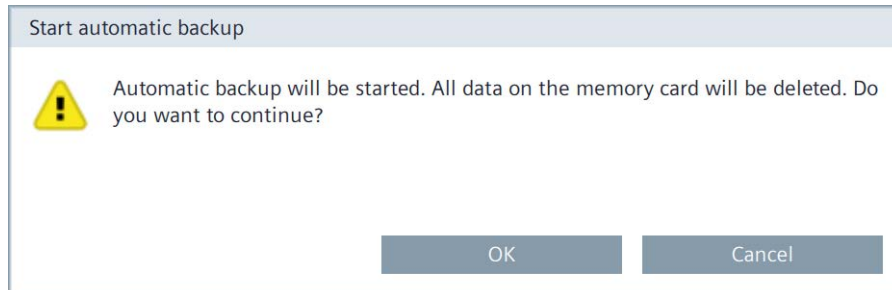 Start automatic backup
Automatic backup will be started. All data on the memory card will be deleted. Do
you want to continue?
OK
Cancel